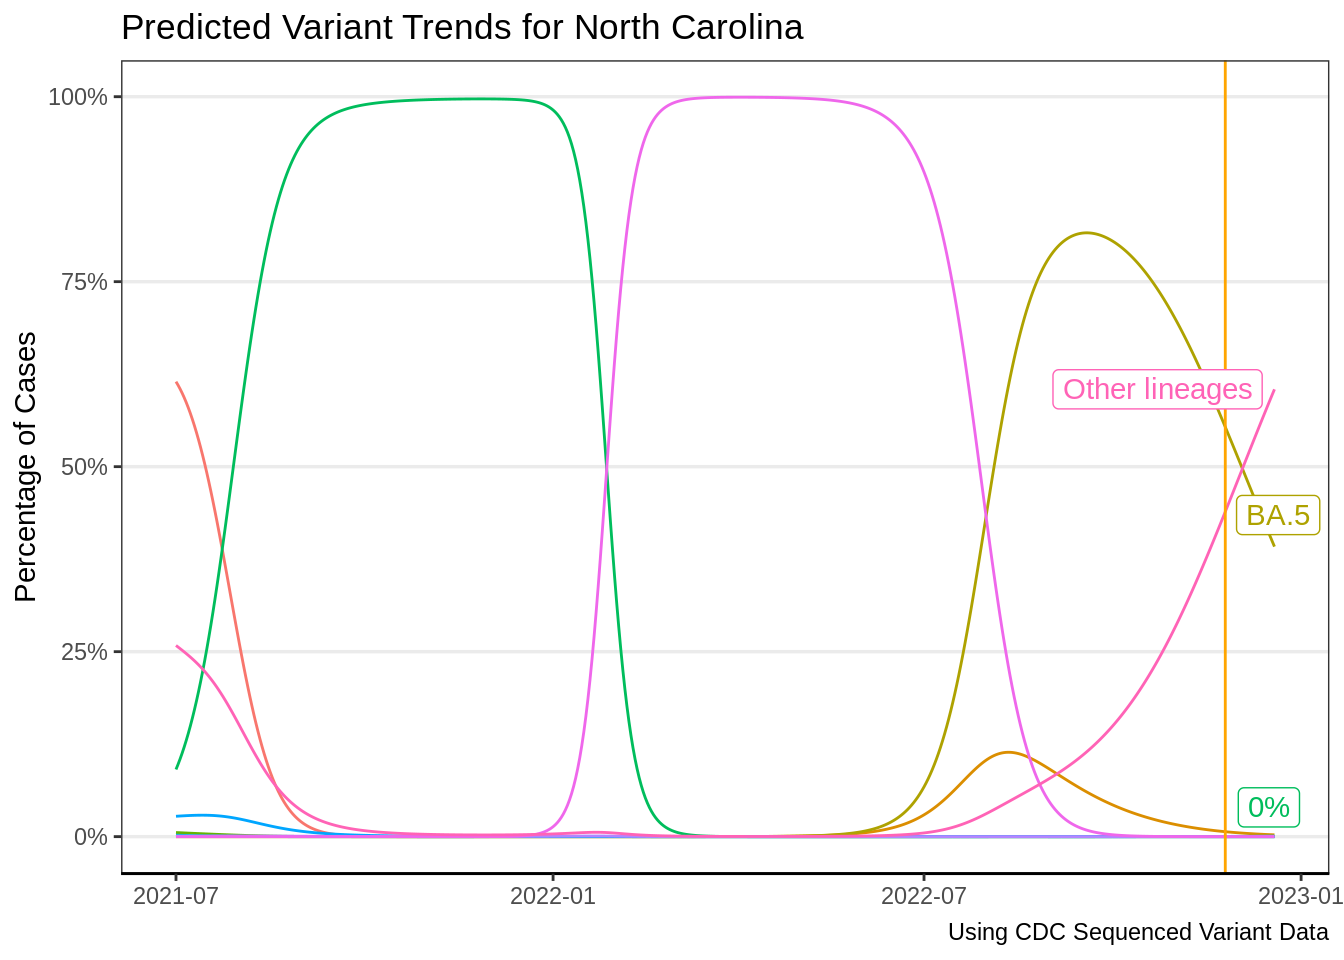 Predicted Variant Trends for North Carolina
Percentage of Cases
100%
75%
50%
25%
0%
Other lineages
BA.5
0%
2021-07
2022-01
2022-07
2023-01
Using CDC Sequenced Variant Data